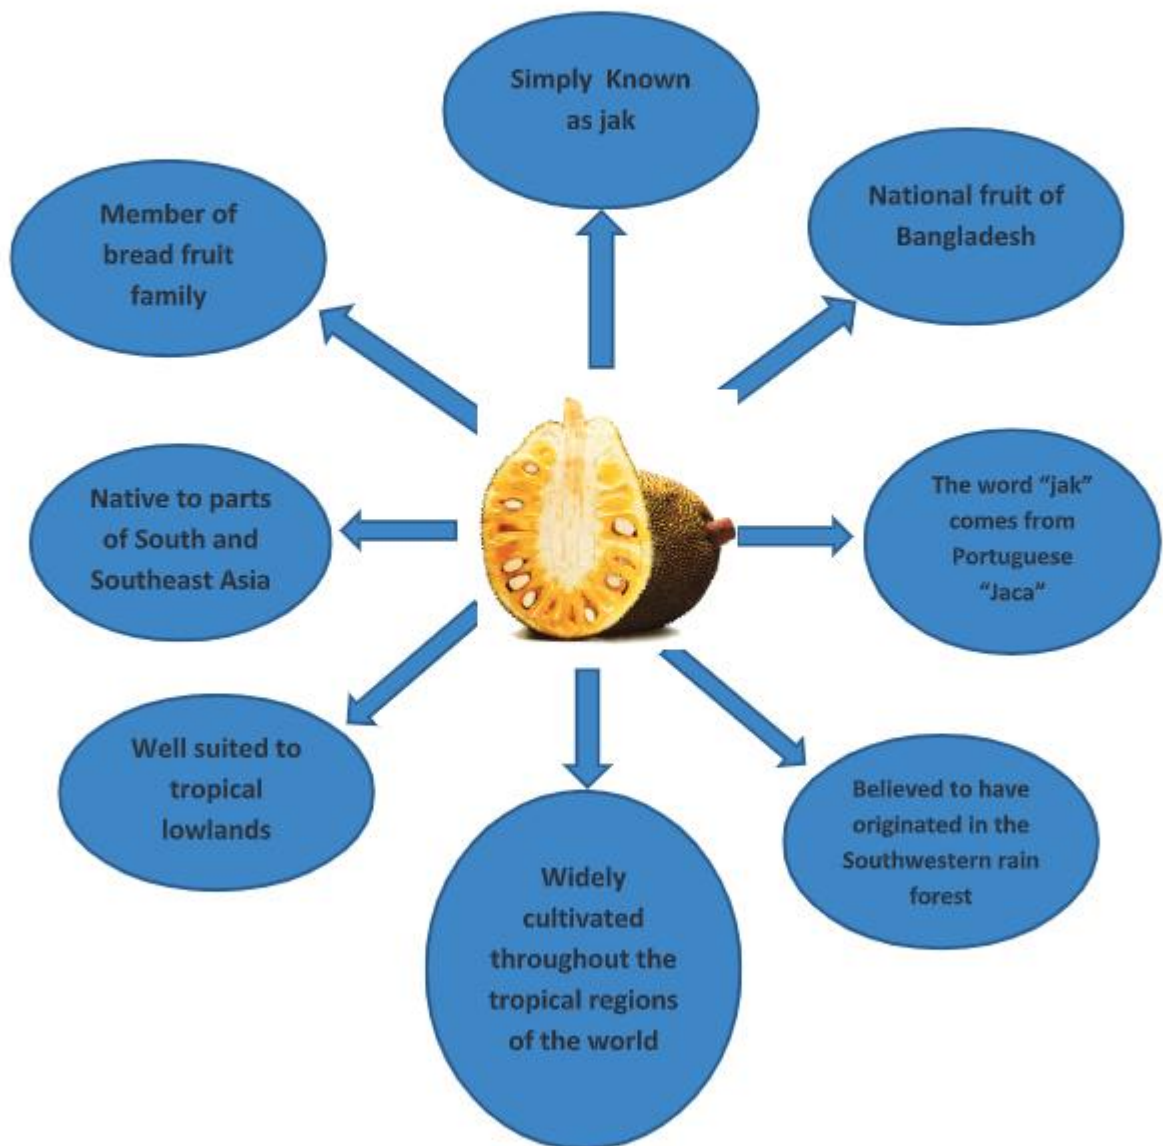 Simply Known
as jak
National fruit of
Bangladesh
Member of
bread fruit
family
The word “jak”
comes from
Portuguese
“Jaca”
Native to parts
of South and
Southeast Asia
Well suited to
tropical
lowlands
Believed to have
originated in the
Southwestern rain
forest
Widely
cultivated
throughout the
tropical regions
of the world